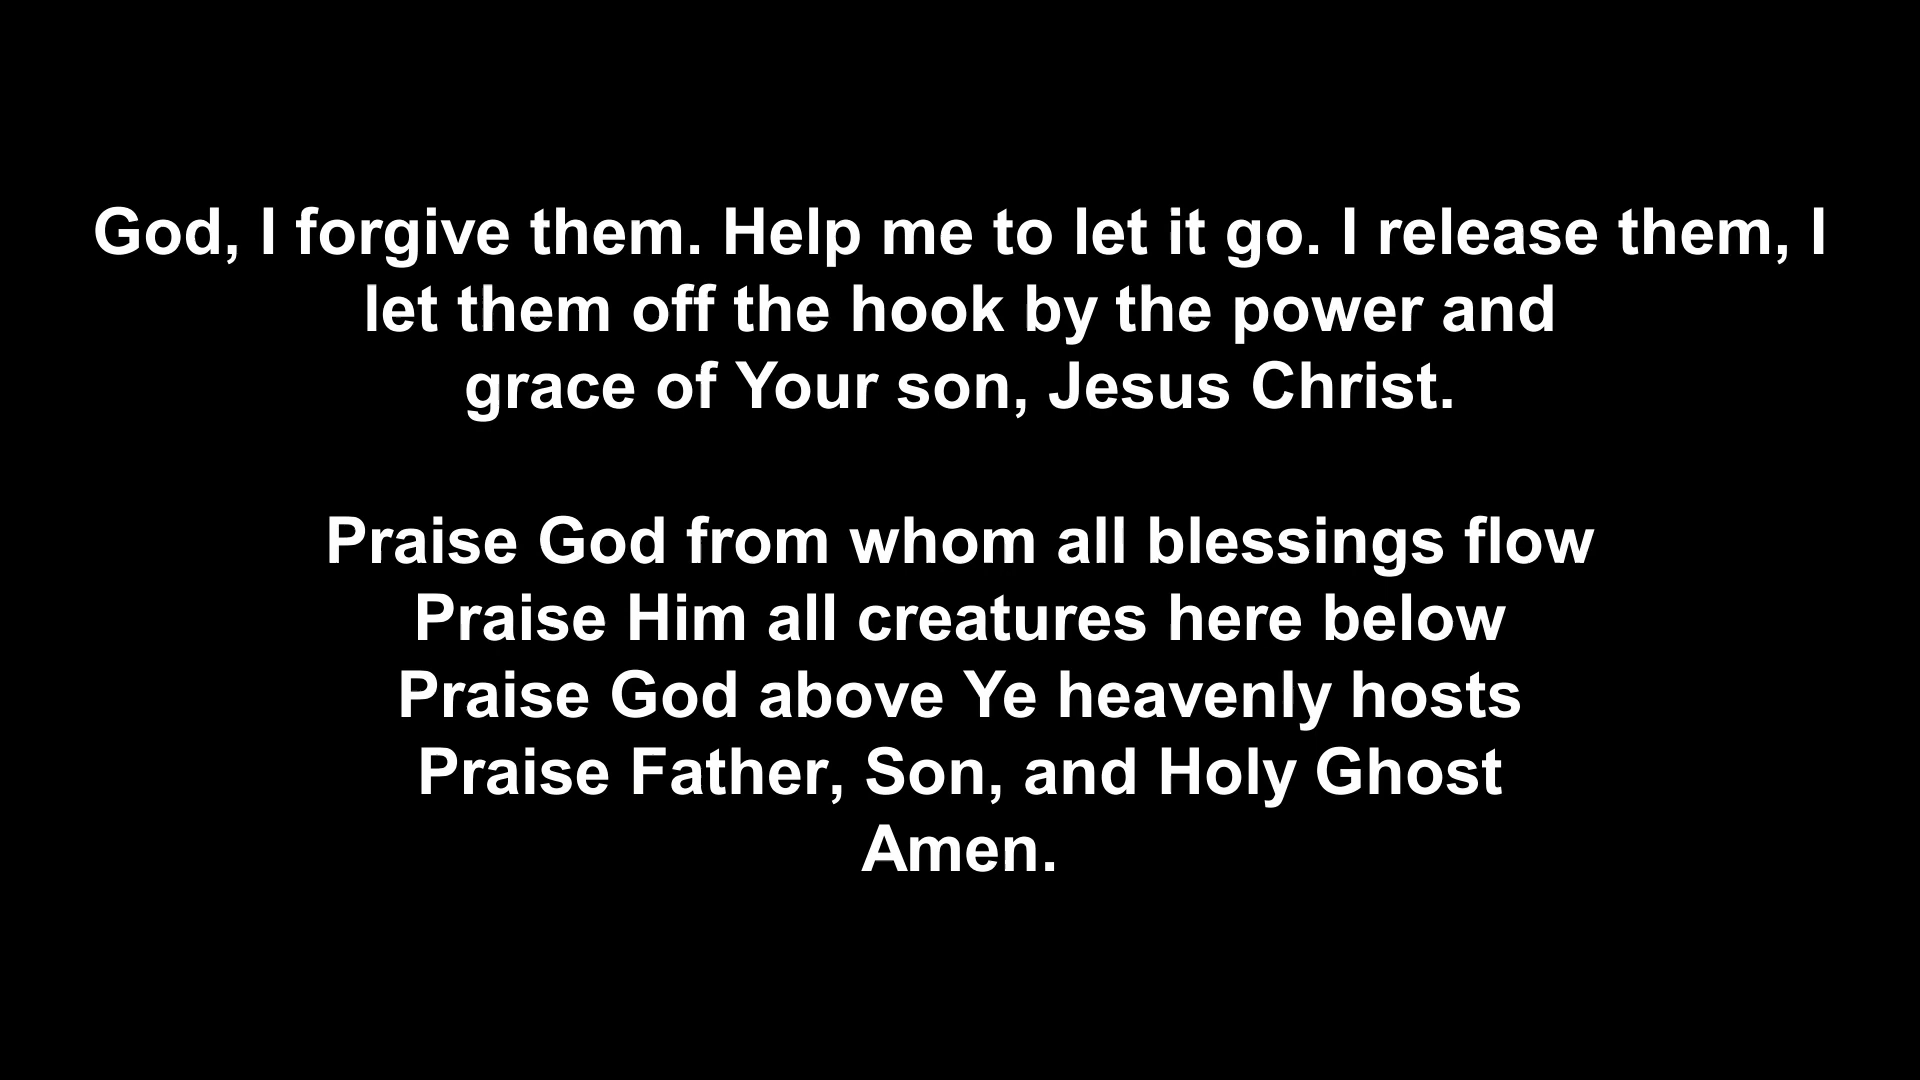 God, I forgive them. Help me to let it go. I release them, I
let them off the hook by the power and
grace of Your son, Jesus Christ.
Praise God from whom all blessings flow
Praise Him all creatures here below
Praise God above Ye heavenly hosts
Praise Father, Son, and Holy Ghost
Amen.